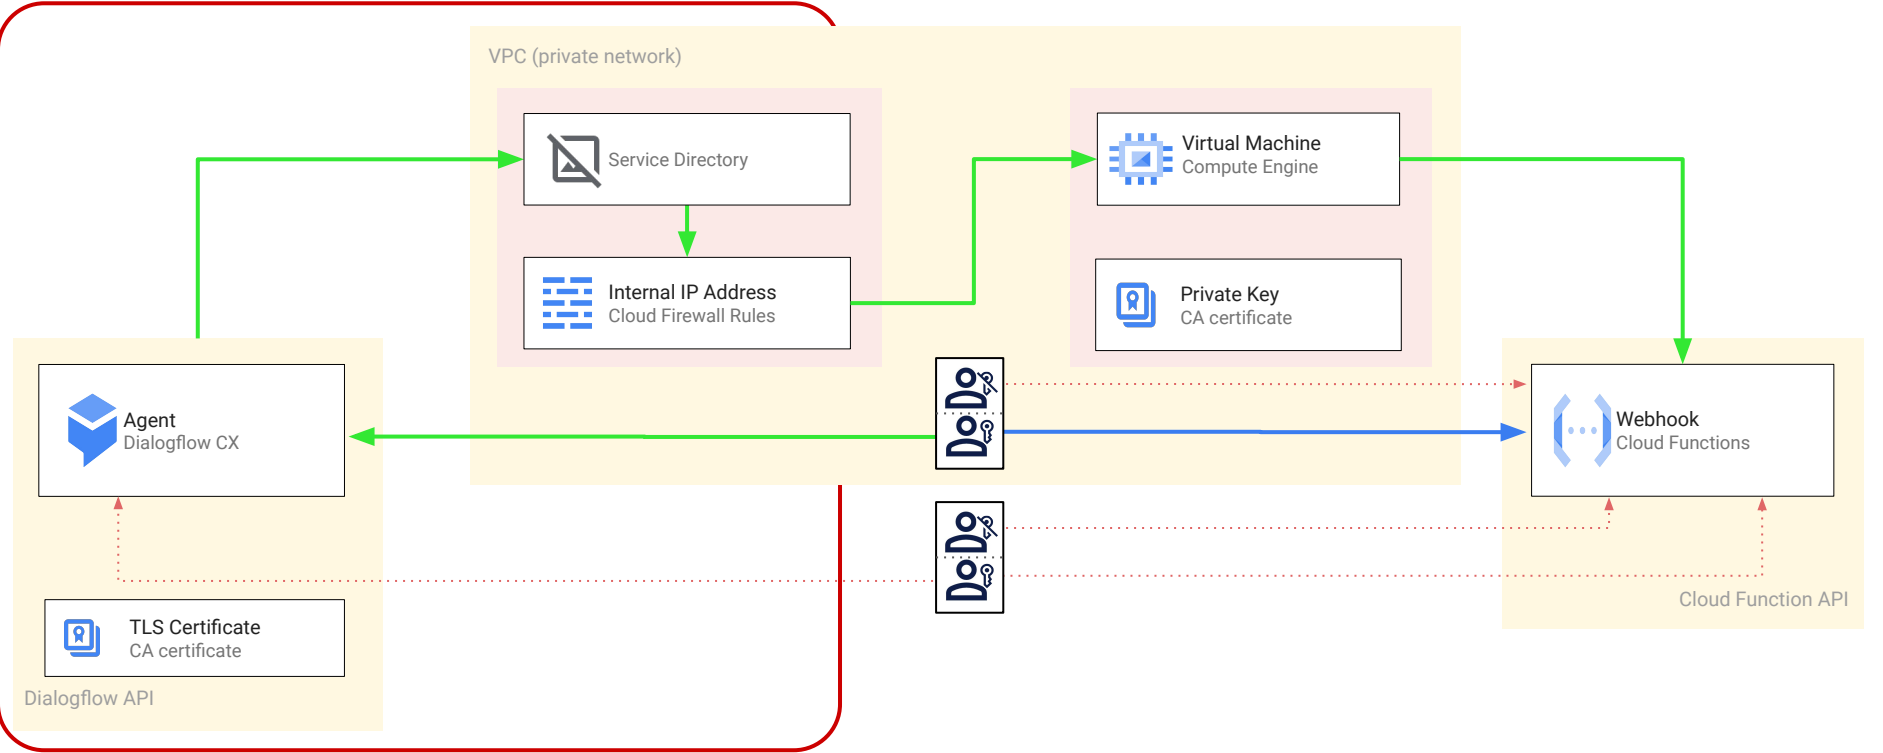 VPC (private network)
Service Directory
Virtual Machine
Compute Engine
Internal IP Address
Cloud Firewall Rules
Private Key
CA certificate
Agent
Dialogflow CX
Webhook
Cloud Functions
Cloud Function API
TLS Certificate
CA certificate
Dialogflow API